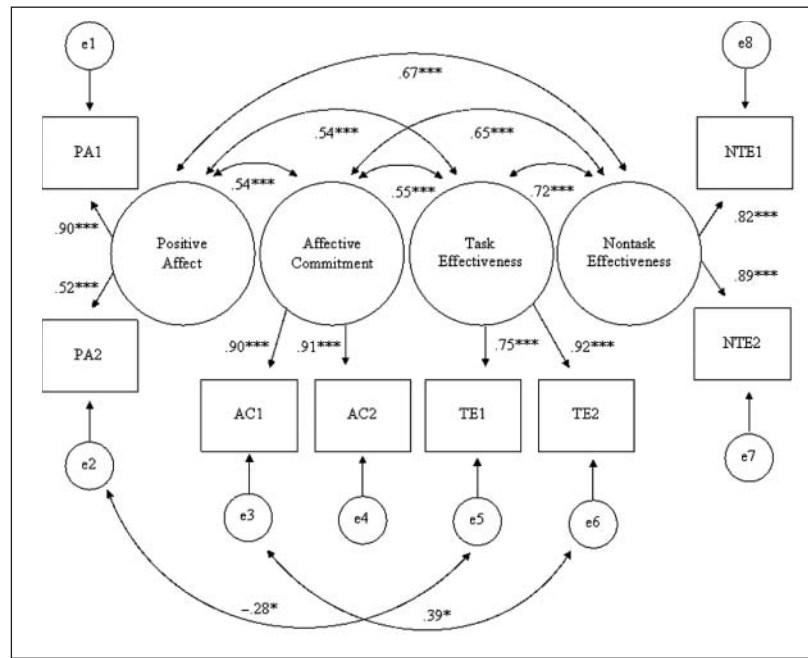 e1
e8
.67***
PA1
NTE1
.54***
.65***
.54***
.55***
.72***
.90***
Positive
Affect
Affective
Commitment
Task
Effectiveness
Nontask
Effectiveness
.82***
.52***
.89***
PA2
NTE2
.90***
.91***
.75***
.92***
AC1
AC2
TE1
TE2
e2
e7
e3
e4
e5
e6
–.28*
.39*